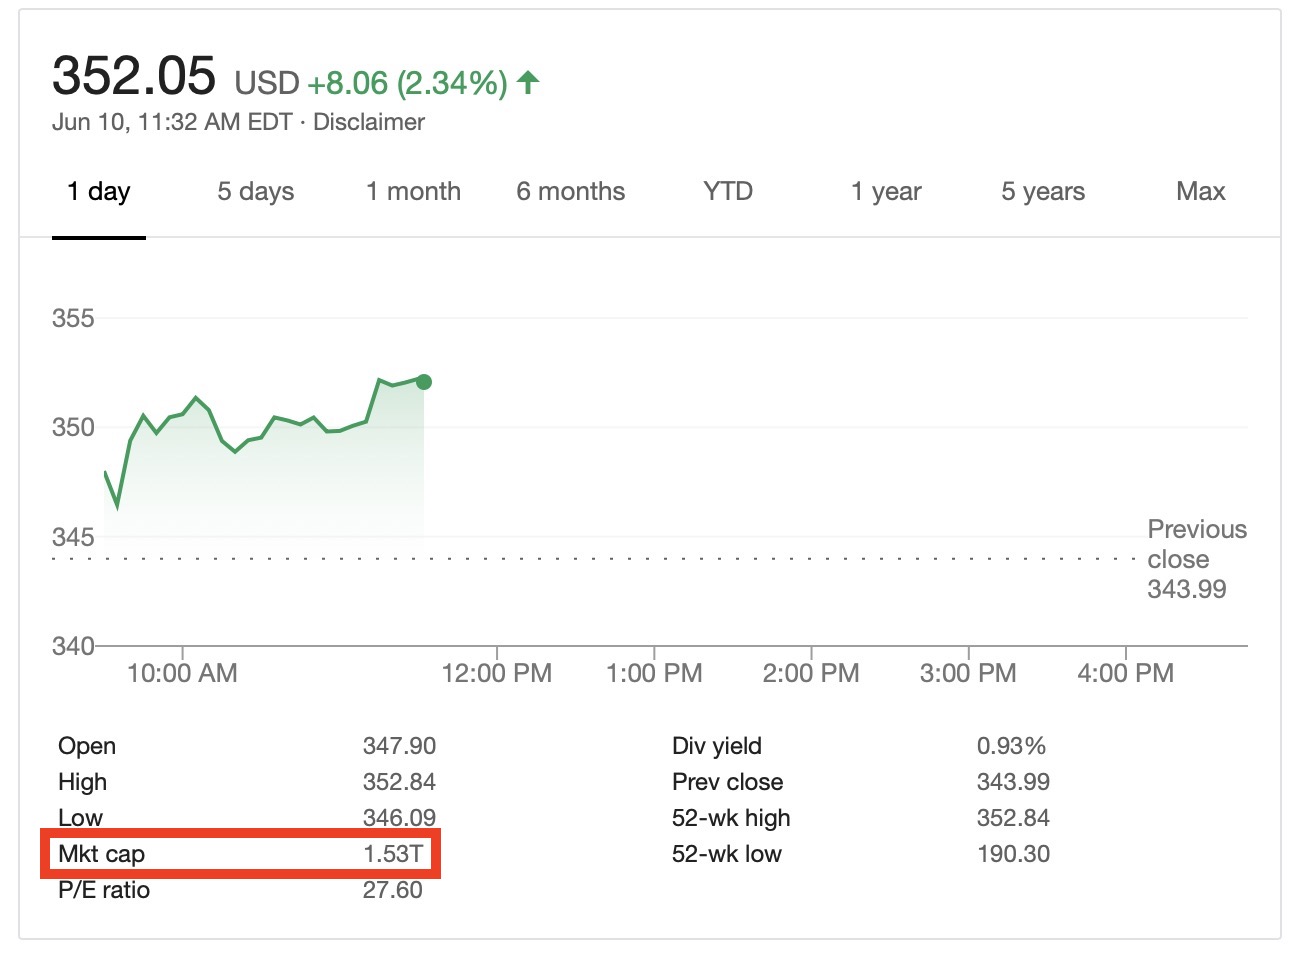 352.05 USD +8.06 (2.34%) ↑
Jun 10, 11:32 AM EDT · Disclaimer
1 day 5 days 1 month 6 months YTD 1 year 5 years Max
355
350
345
340
Previous
close
343.99
10:00 AM 12:00 PM 1:00 PM 2:00 PM 3:00 PM 4:00 PM
Open 347.90
High 352.84
Low 346.09
Mkt cap 1.53T
P/E ratio 27.60
Div yield 0.93%
Prev close 343.99
52-wk high 352.84
52-wk low 190.30